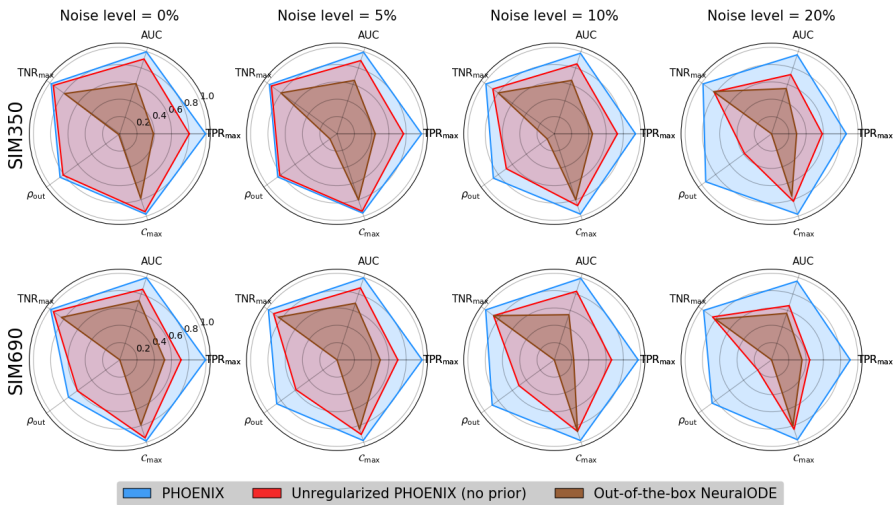 Noise level = 0% Noise level = 5% Noise level = 10% Noise level = 20%
SIM350
AUC AUC AUC AUC
TNRmax TNRmax TNRmax TNRmax
0.2 0.4 0.6 0.8 1.0
TPRmax TPRmax TPRmax TPRmax
ρout ρout ρout ρout
Cmax Cmax Cmax Cmax
SIM690
AUC AUC AUC AUC
TNRmax TNRmax TNRmax TNRmax
0.2 0.4 0.6 0.8 1.0
TPRmax TPRmax TPRmax TPRmax
ρout ρout ρout ρout
Cmax Cmax Cmax Cmax
PHOENIX Unregularized PHOENIX (no prior) Out-of-the-box NeuralODE